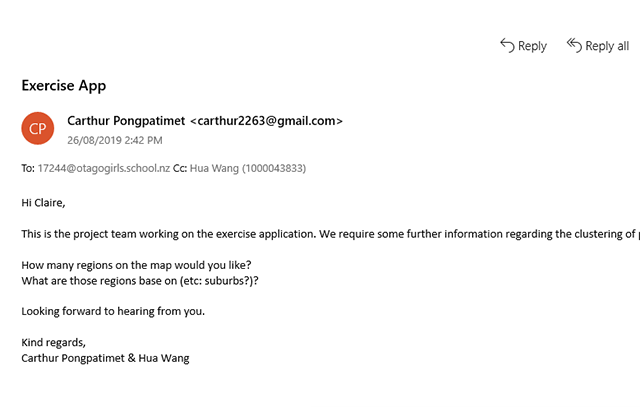 Reply Reply all
Exercise App
CP
Carthur Pongpatimet <carthur2263@gmail.com>
26/08/2019 2:42 PM
To: 17244@otagogirls.school.nz Cc: Hua Wang (1000043833)
Hi Claire,
This is the project team working on the exercise application. We require some further information regarding the clustering of
How many regions on the map would you like?
What are those regions base on (etc: suburbs?)?
Looking forward to hearing from you.
Kind regards,
Carthur Pongpatimet & Hua Wang